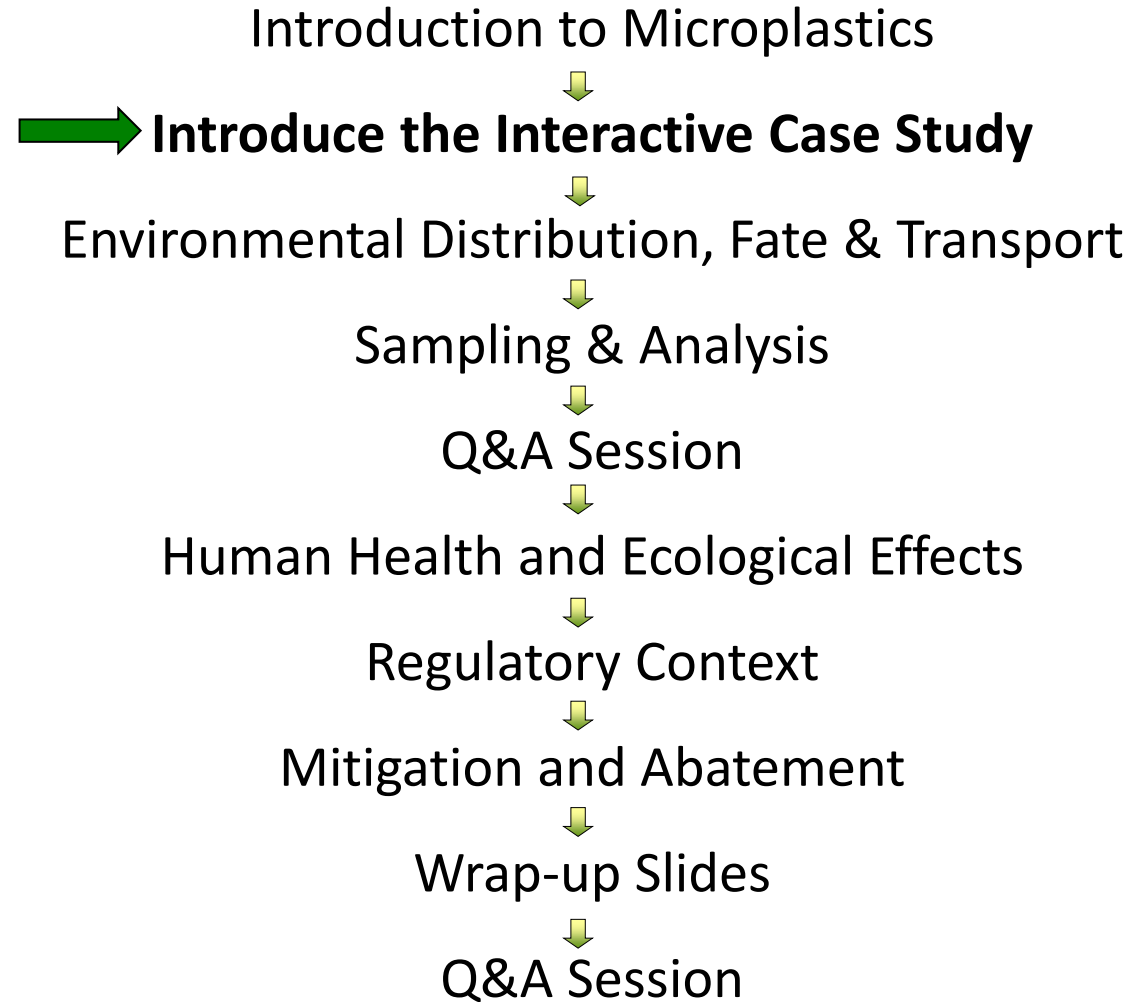 Introduction to Microplastics
Introduce the Interactive Case Study
Environmental Distribution, Fate & Transport
Sampling & Analysis
Q&A Session
Human Health and Ecological Effects
Regulatory Context
Mitigation and Abatement
Wrap-up Slides
Q&A Session